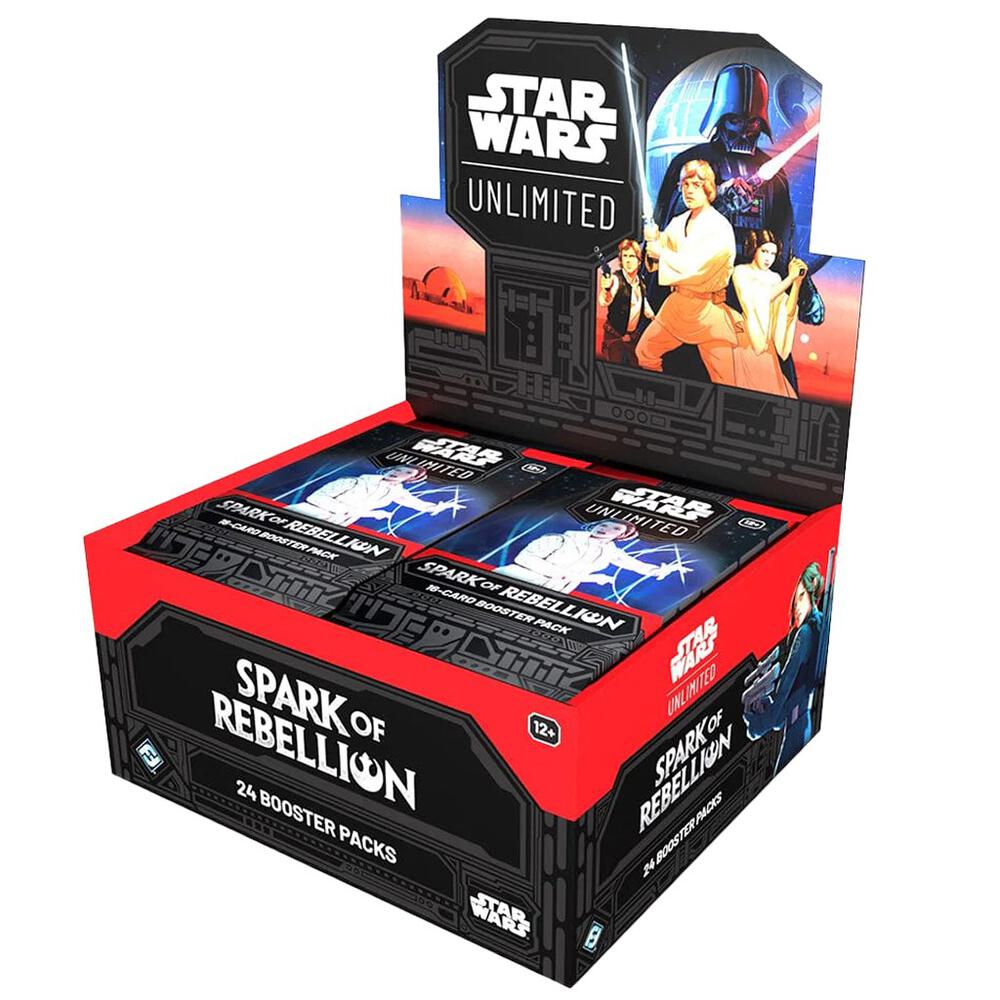 STAR
WARS
UNLIMITED
STAR
WARS
UNLIMITED
12+
SPARK OF REBELLION
16-CARD BOOSTER PACK
STAR
WARS
UNLIMITED
12+
SPARK OF REBELLION
16-CARD BOOSTER PACK
SPARK OF
REBELLION
24 BOOSTER PACKS
12+
STAR
WARS
STAR
WARS
UNLIMITED
SPARK OF
REBELLION
24 BOOSTER PACKS